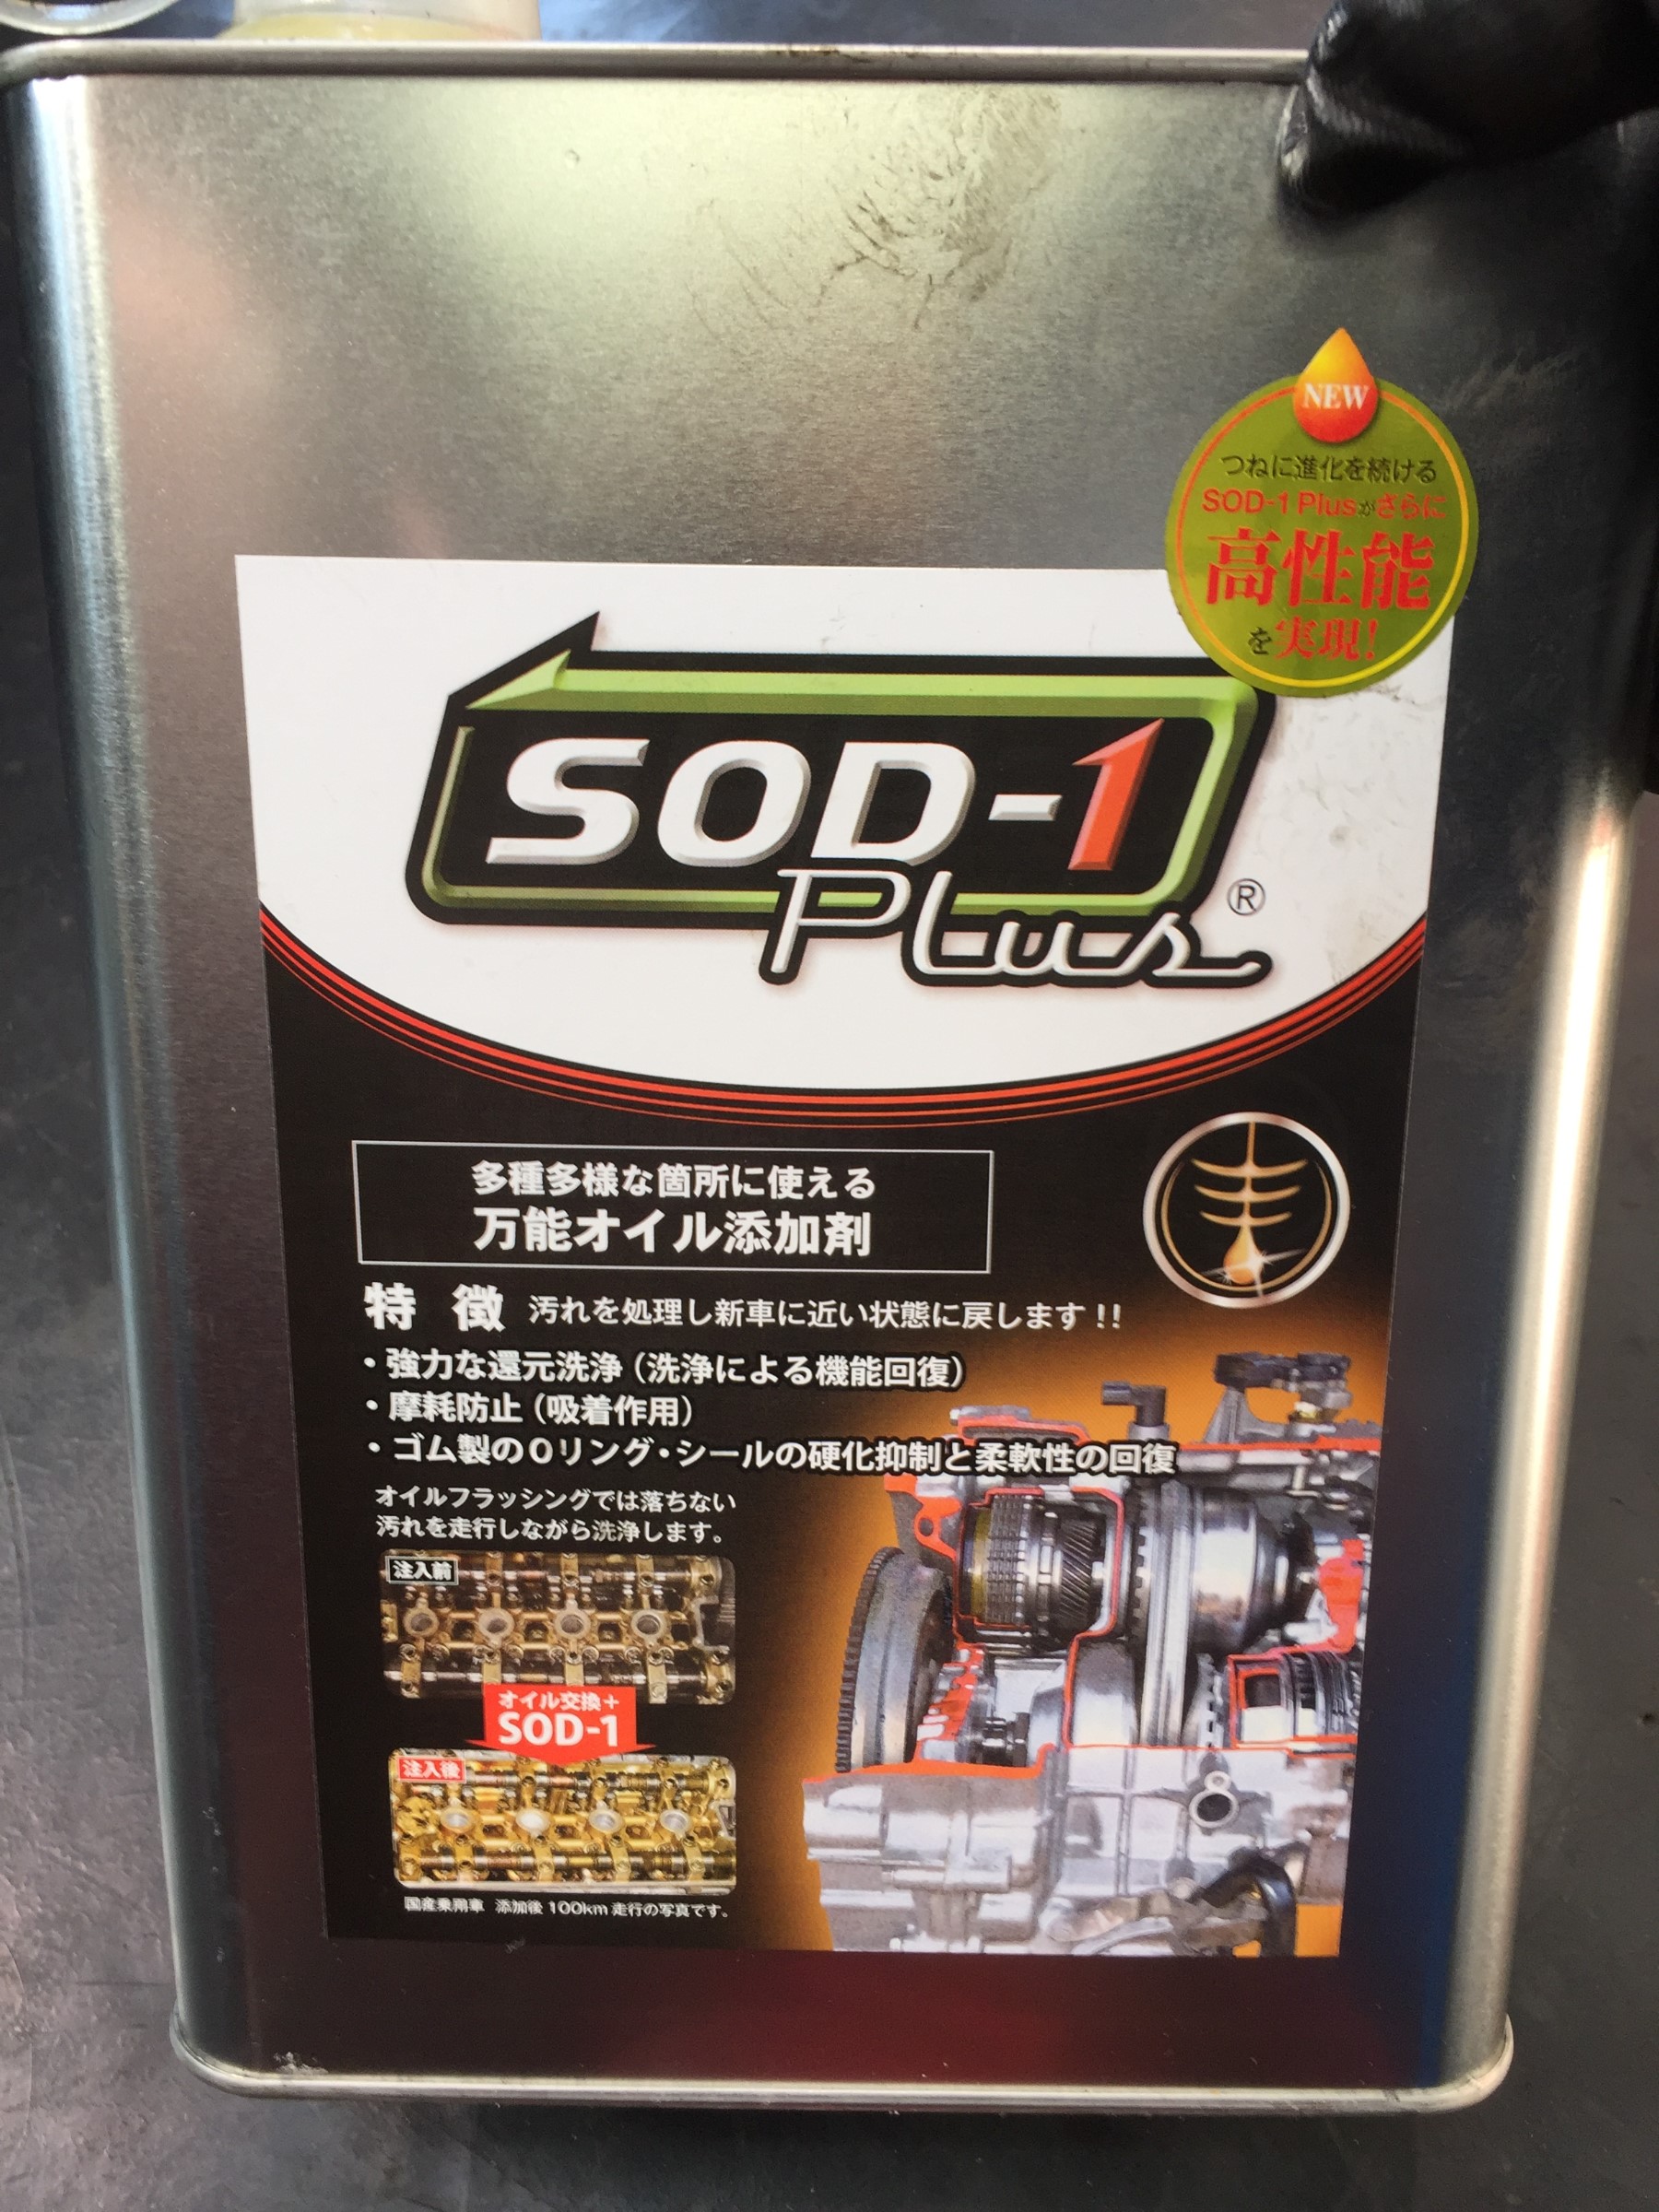 NEW
つねに進化を続ける
SOD-1 Plusがさらに
高性能
を実現!
SOD-1
Plus®
多種多様な箇所に使える
万能オイル添加剤
特 徴 汚れを処理し新車に近い状態に戻します!!
・強力な還元洗浄(洗浄による機能回復)
・摩耗防止(吸着作用)
・ゴム製のOリング・シールの硬化抑制と柔軟性の回復
オイルフラッシングでは落ちない
汚れを走行しながら洗浄します。
注入前
オイル交換+
SOD-1
注入後
国産乗用車 添加後 100km 走行の写真です。